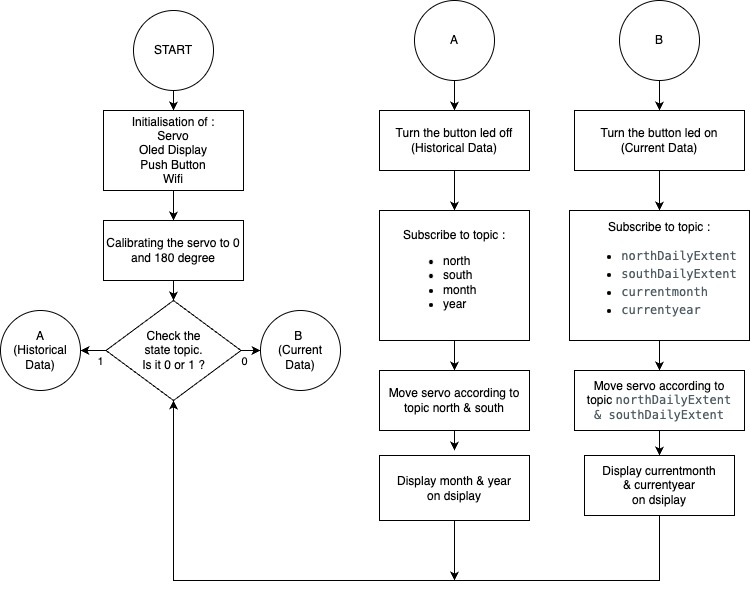 START
Initialisation of :
Servo
Oled Display
Push Button
Wifi
Calibrating the servo to 0
and 180 degree
Check the
state topic.
Is it 0 or 1 ?
1
0
A
(Historical
Data)
B
(Current
Data)
A
Turn the button led off
(Historical Data)
Subscribe to topic :
• north
• south
• month
• year
Move servo according to
topic north & south
Display month & year
on dsiplay
B
Turn the button led on
(Current Data)
Subscribe to topic :
• northDailyExtent
• southDailyExtent
• currentmonth
• currentyear
Move servo according to
topic northDailyExtent
& southDailyExtent
Display currentmonth
& currentyear
on dsiplay